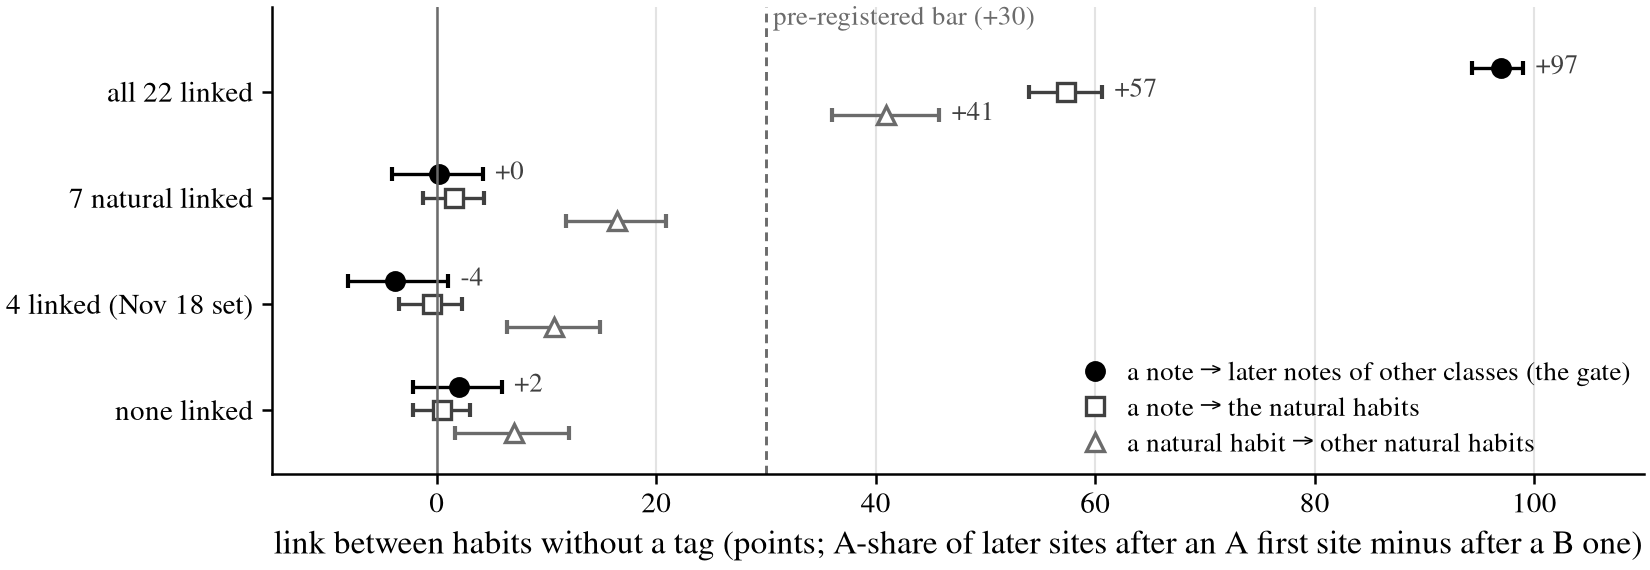 pre-registered bar (+30)
+97
all 22 linked
+57
+41
+0
7 natural linked
-4
4 linked (Nov 18 set)
+2
none linked
a note → later notes of other classes (the gate)
a note → the natural habits
a natural habit → other natural habits
0 20 40 60 80 100
link between habits without a tag (points; A-share of later sites after an A first site minus after a B one)